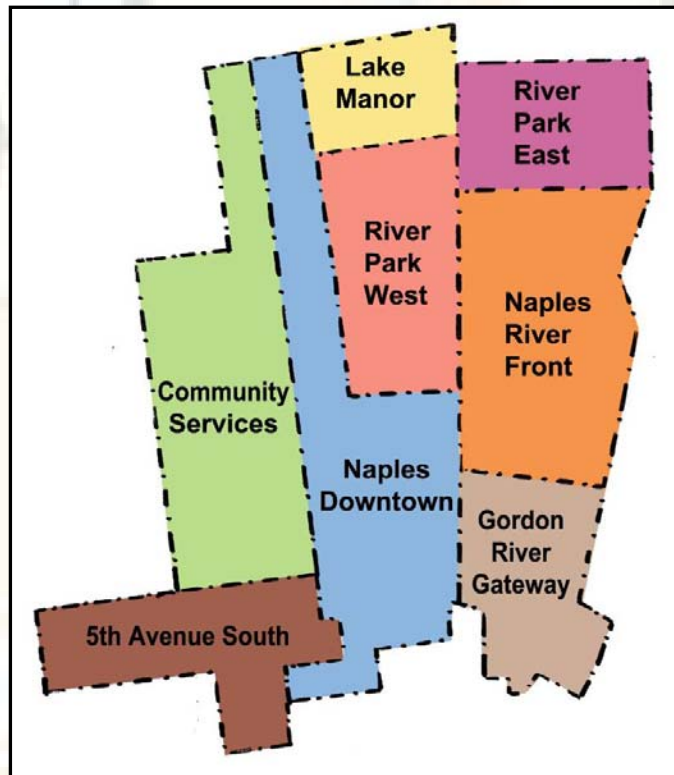 Lake
Manor
River
Park
East
River
Park
West
Naples
River
Front
Community
Services
Naples
Downtown
Gordon
River
Gateway
5th Avenue South